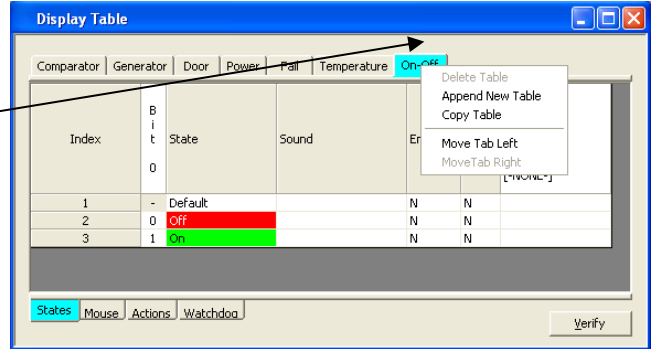 Display Table
Comparator Generator Door Power Fail Temperature On-Off
Delete Table
Append New Table
Copy Table
Move Tab Left
MoveTab Right
Index Bit 0 State Sound
[-NONE-]
1 - Default N N
2 0 Off N N
3 1 On N N
States Mouse Actions Watchdog
Verify